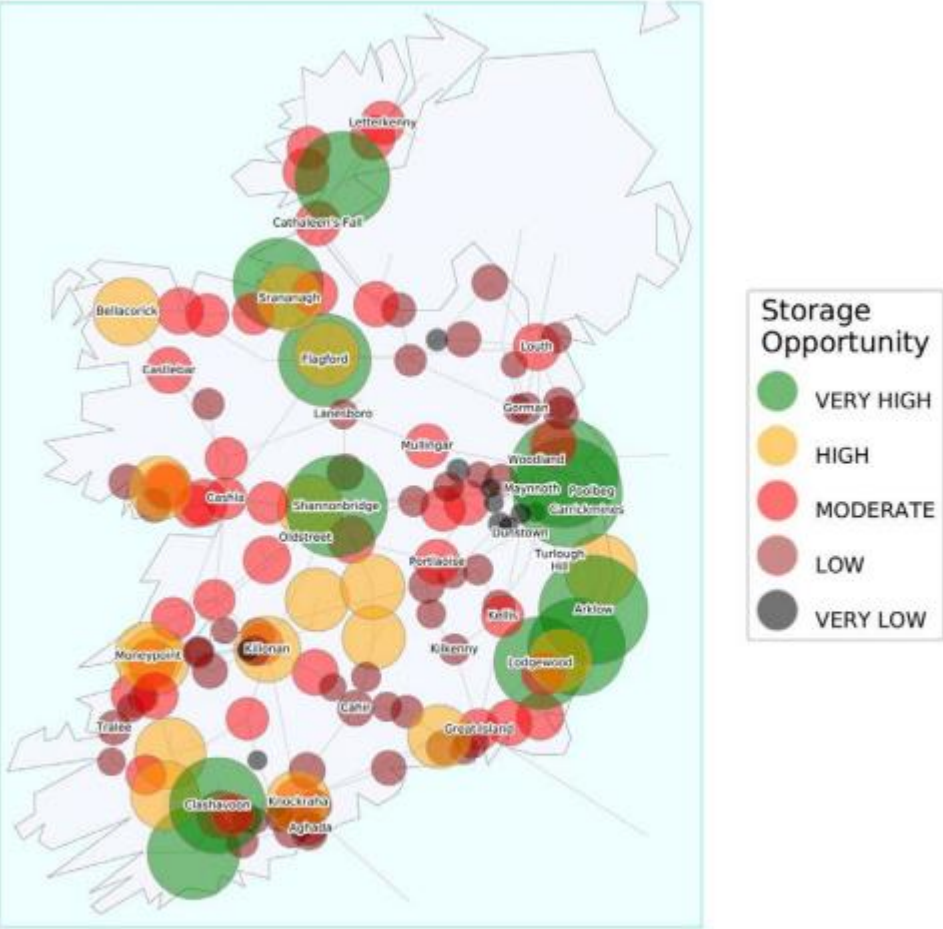 Letterkenny
Cathaleen's Fall
Srananagh
Bellacorick
Flagford
Louth
Castlebar
Lanesboro
Gorman
Mullingar
Woodland
Cashla
Maynnoth
Poolbeg
Shannonbridge
Carrickmines
Oldstreet
Dunstown
Turlough
Hill
Portlaoise
Arklow
Kellis
Moneypoint
Killonan
Kilkenny
Lodgewood
Cahir
Tralee
Great Island
Clashavoon
Knockraha
Aghada
Storage
Opportunity
VERY HIGH
HIGH
MODERATE
LOW
VERY LOW